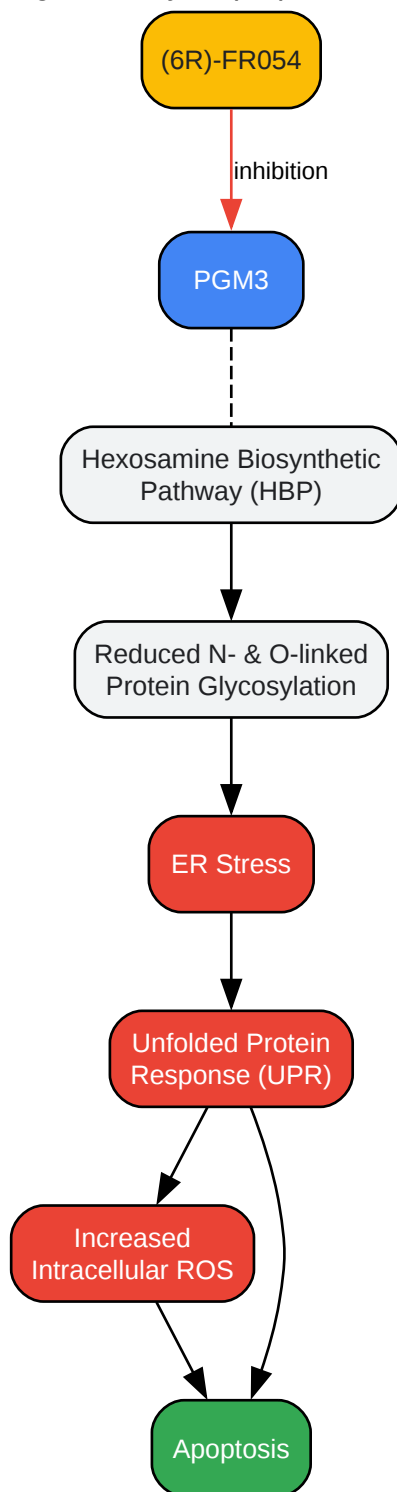 (6R)-FR054
inhibition
PGM3
Hexosamine Biosynthetic
Pathway (HBP)
Reduced N- & O-linked
Protein Glycosylation
ER Stress
Unfolded Protein
Response (UPR)
Increased
Intracellular ROS
Apoptosis